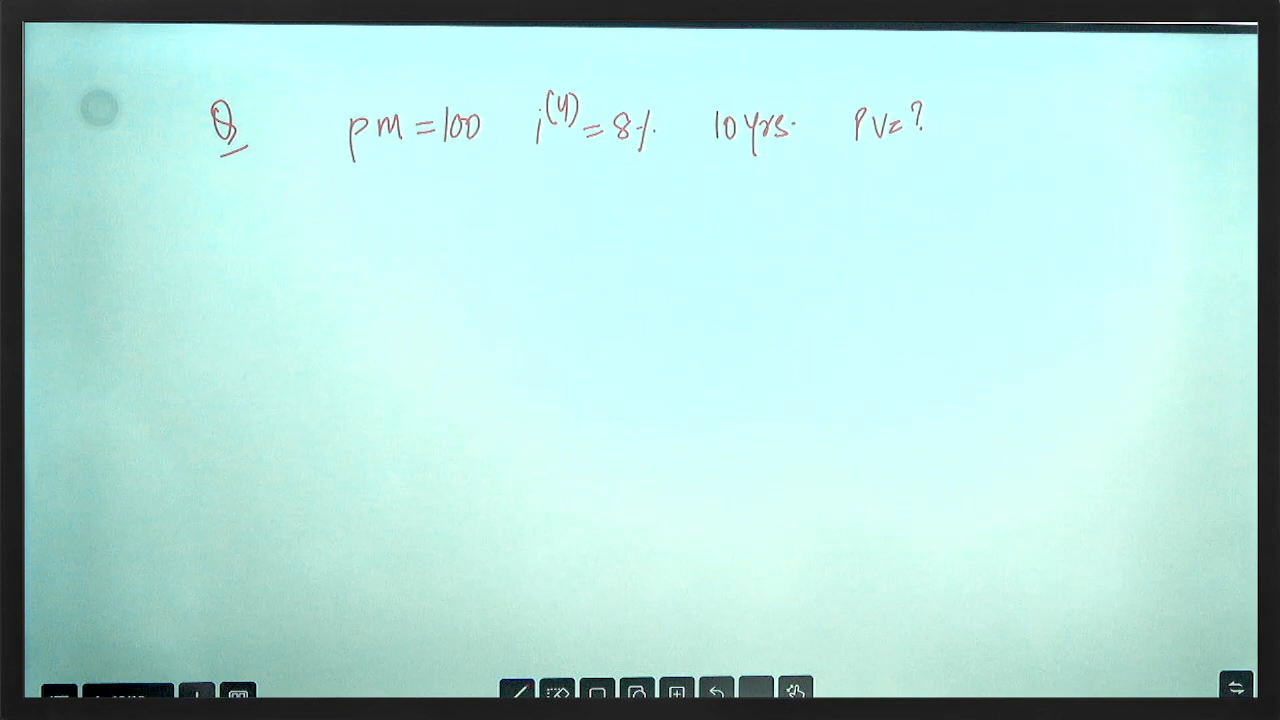 Q pm = 100 i^(4) = 8% 10 yrs. PV = ?